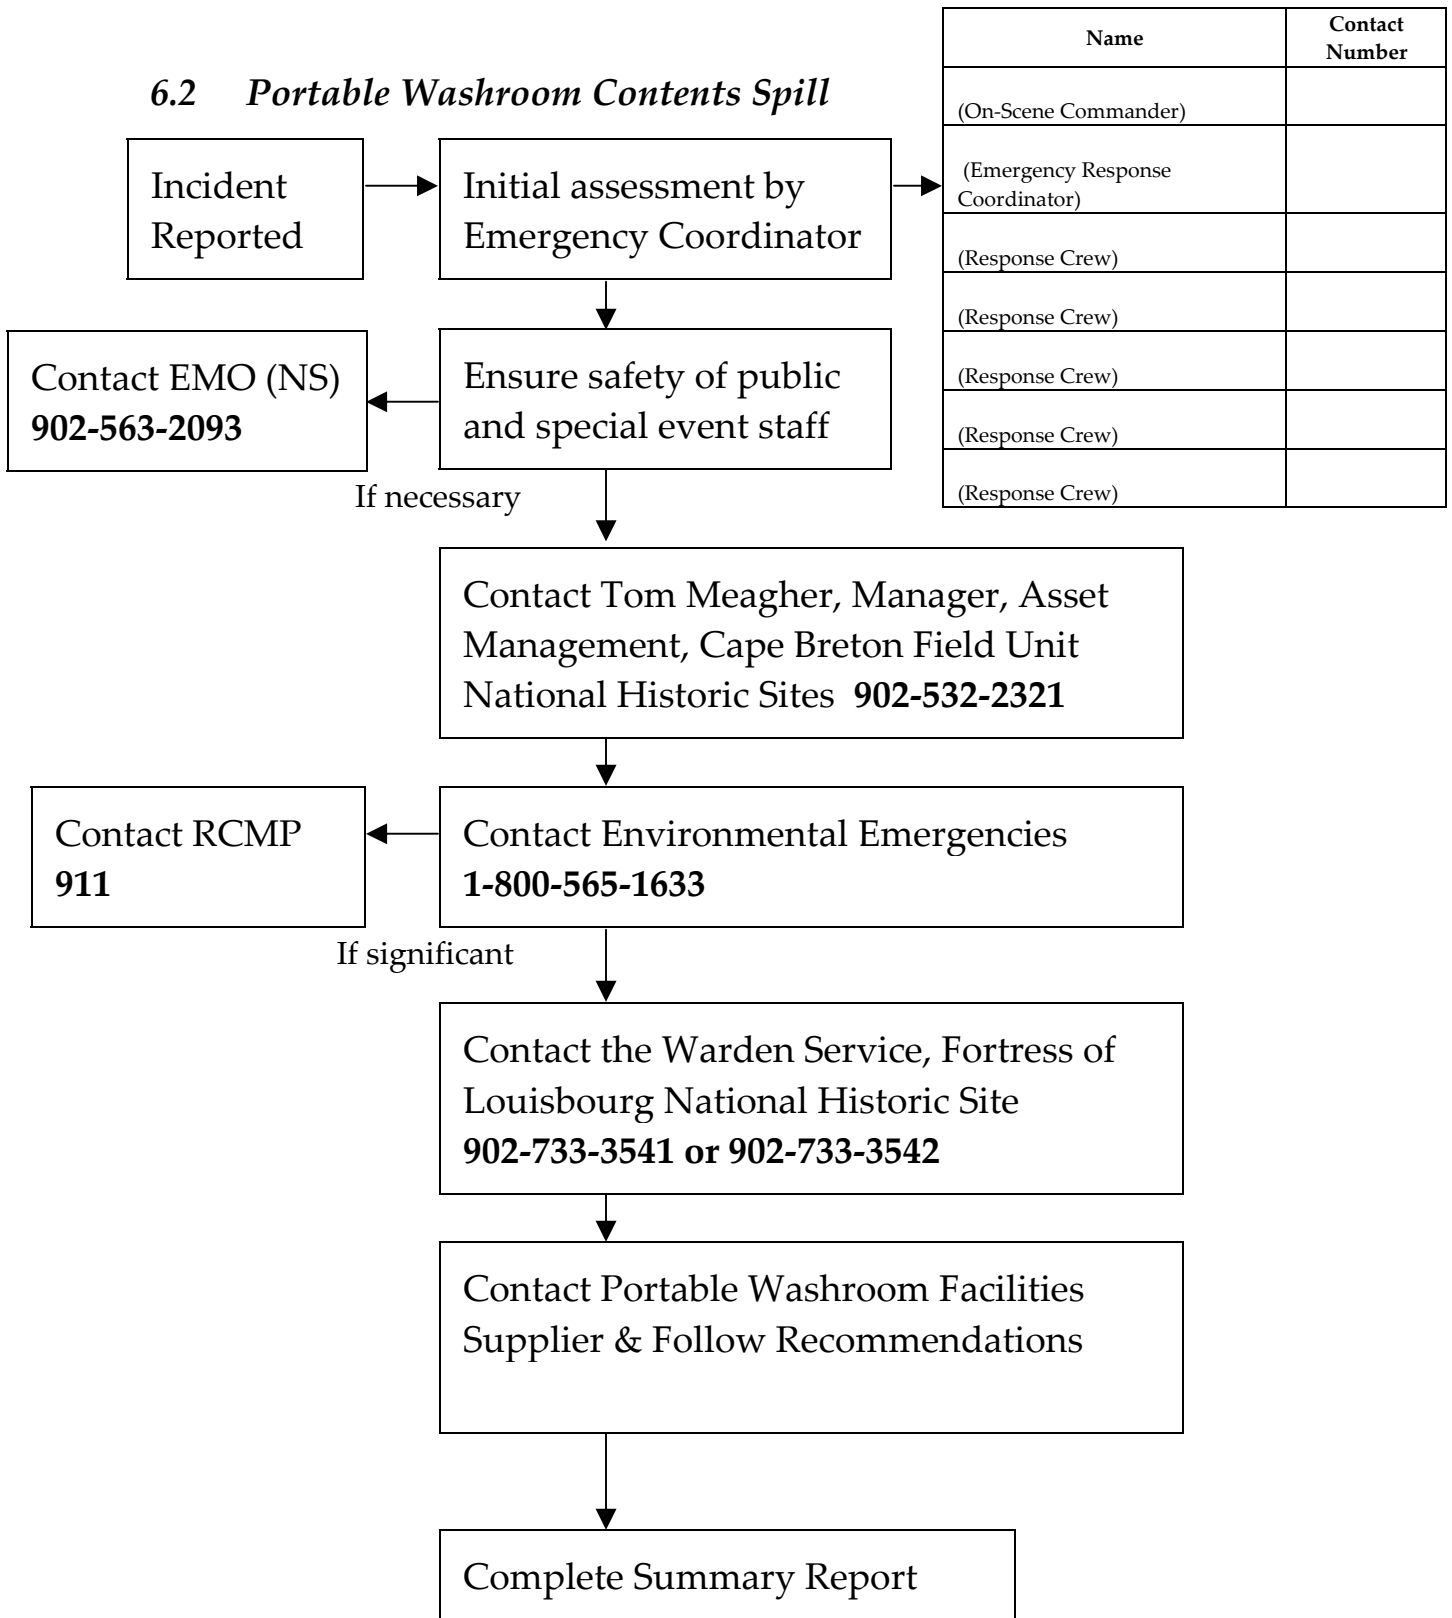 6.2 Portable Washroom Contents Spill
Name
Contact
Number
(On-Scene Commander)
(Emergency Response
Coordinator)
(Response Crew)
(Response Crew)
(Response Crew)
(Response Crew)
(Response Crew)
Incident
Reported
Initial assessment by
Emergency Coordinator
Contact EMO (NS)
902-563-2093
Ensure safety of public
and special event staff
If necessary
Contact Tom Meagher, Manager, Asset
Management, Cape Breton Field Unit
National Historic Sites 902-532-2321
Contact RCMP
911
Contact Environmental Emergencies
1-800-565-1633
If significant
Contact the Warden Service, Fortress of
Louisbourg National Historic Site
902-733-3541 or 902-733-3542
Contact Portable Washroom Facilities
Supplier & Follow Recommendations
Complete Summary Report